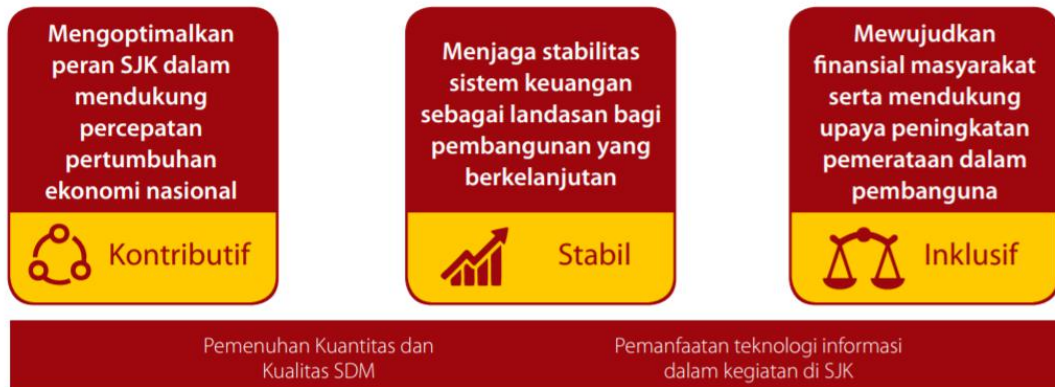 Mengoptimalkan
peran SJK dalam
mendukung
percepatan
pertumbuhan
ekonomi nasional
Kontributif
Menjaga stabilitas
sistem keuangan
sebagai landasan bagi
pembangunan yang
berkelanjutan
Stabil
Mewujudkan
finansial masyarakat
serta mendukung
upaya peningkatan
pemerataan dalam
pembanguna
Inklusif
Pemenuhan Kuantitas dan
Kualitas SDM
Pemanfaatan teknologi informasi
dalam kegiatan di SJK